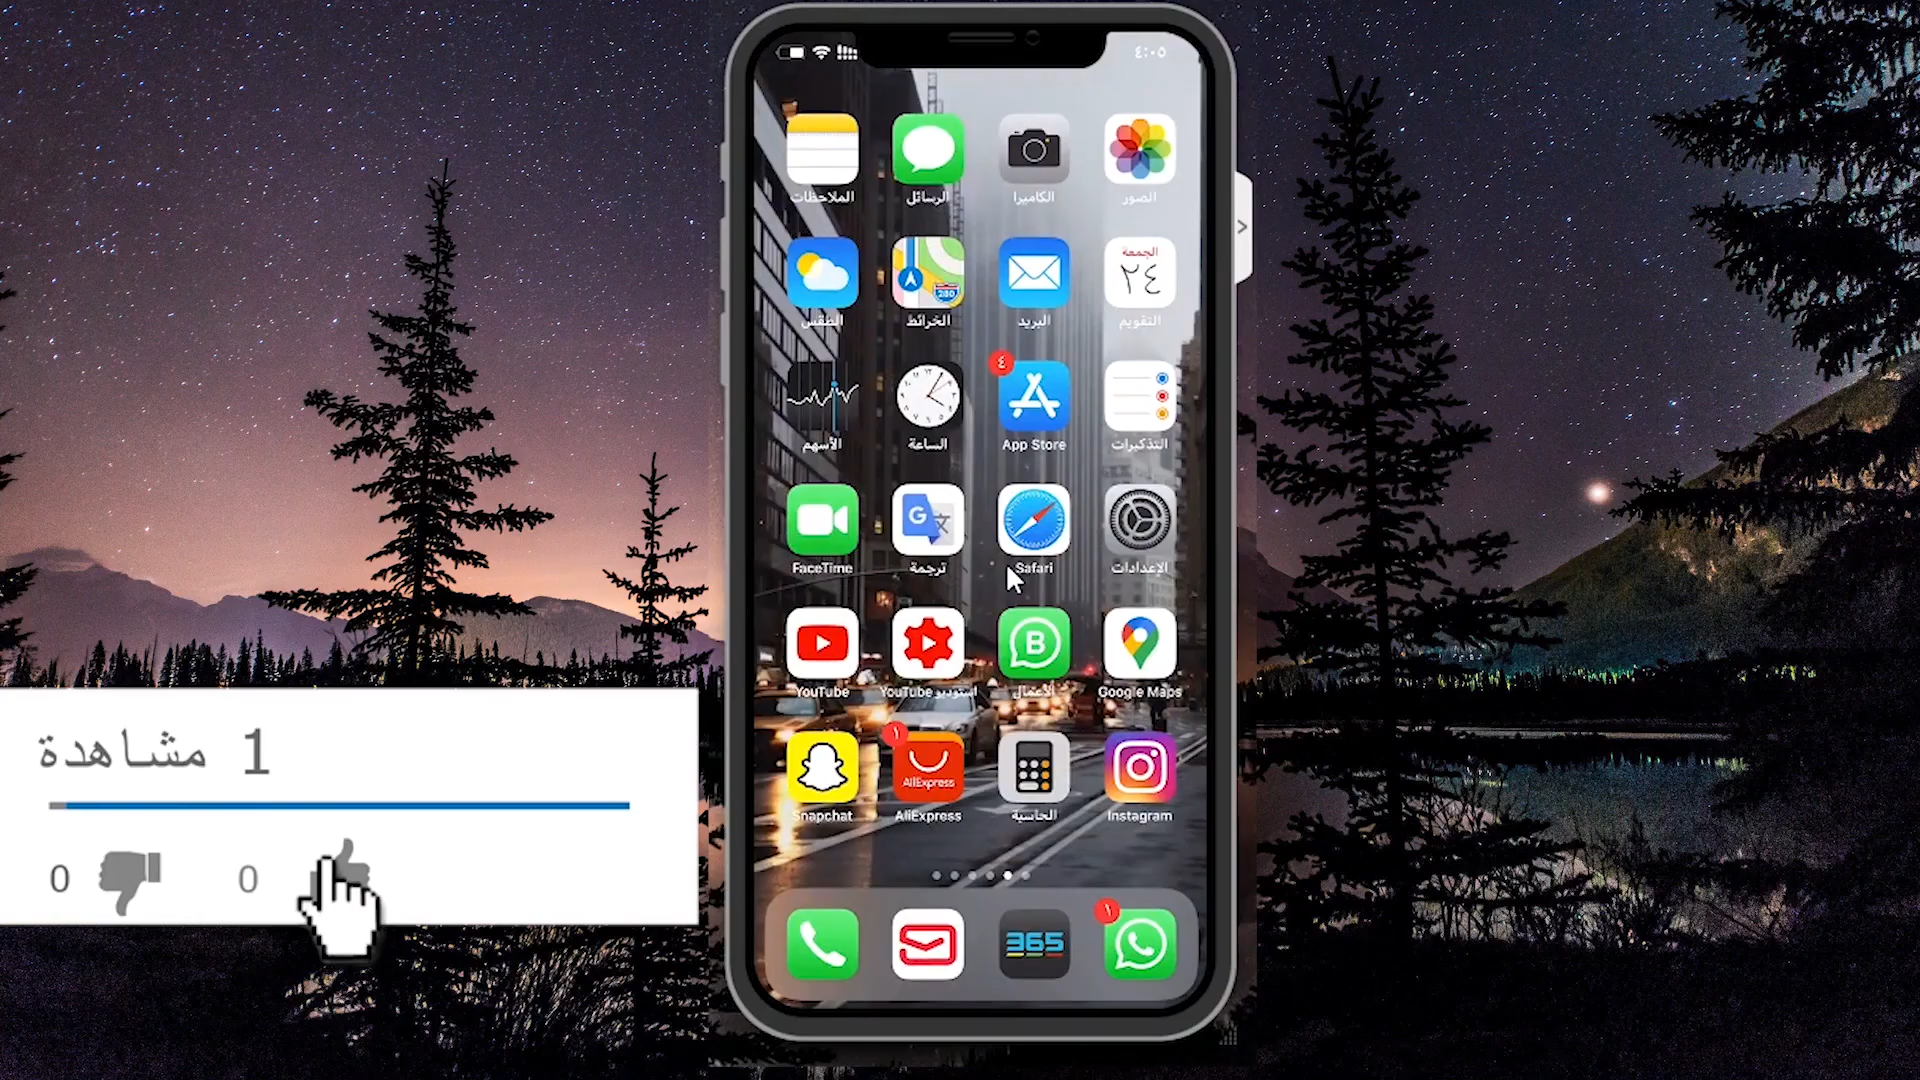 ٤:٠٥
الصور
الكاميرا
الرسائل
الملاحظات
الجمعة
٢٤
التقويم
البريد
280
الخرائط
الطقس
التذكيرات
٤
App Store
الساعة
الأسهم
الإعدادات
Safari
G
文
ترجمة
FaceTime
Google Maps
B
الأعمال
استوديو YouTube
YouTube
Instagram
الحاسبة
١
AliExpress
AliExpress
Snapchat
١
365
1 مشاهدة
0
0